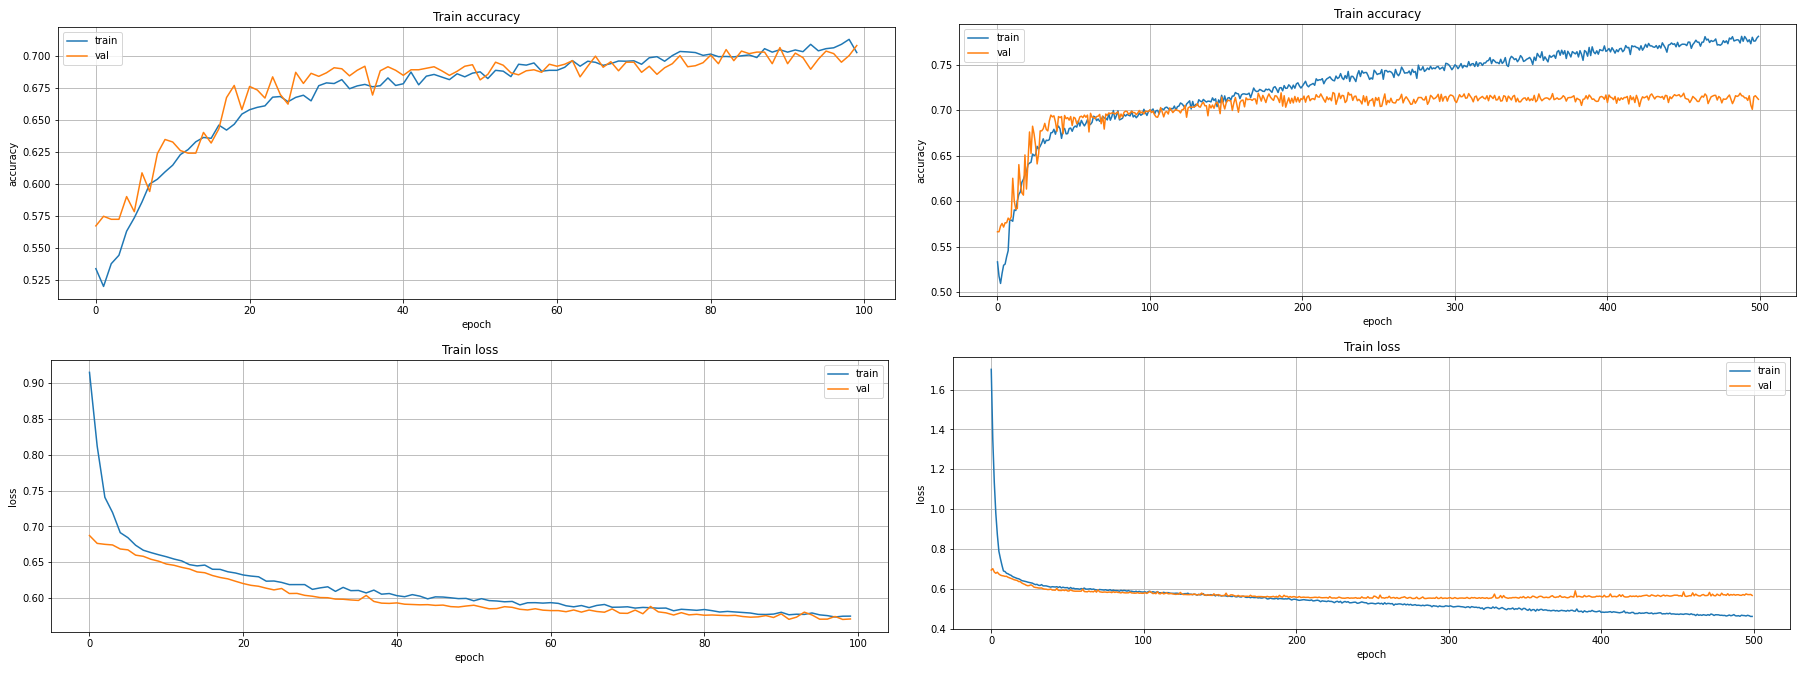 Train accuracy
train
val
0.700
0.675
0.650
0.625
0.600
0.575
0.550
0.525
accuracy
0 20 40 60 80 100
epoch
Train accuracy
train
val
0.75
0.70
0.65
0.60
0.55
0.50
accuracy
0 100 200 300 400 500
epoch
Train loss
train
val
0.90
0.85
0.80
0.75
0.70
0.65
0.60
loss
0 20 40 60 80 100
epoch
Train loss
train
val
1.6
1.4
1.2
1.0
0.8
0.6
0.4
loss
0 100 200 300 400 500
epoch